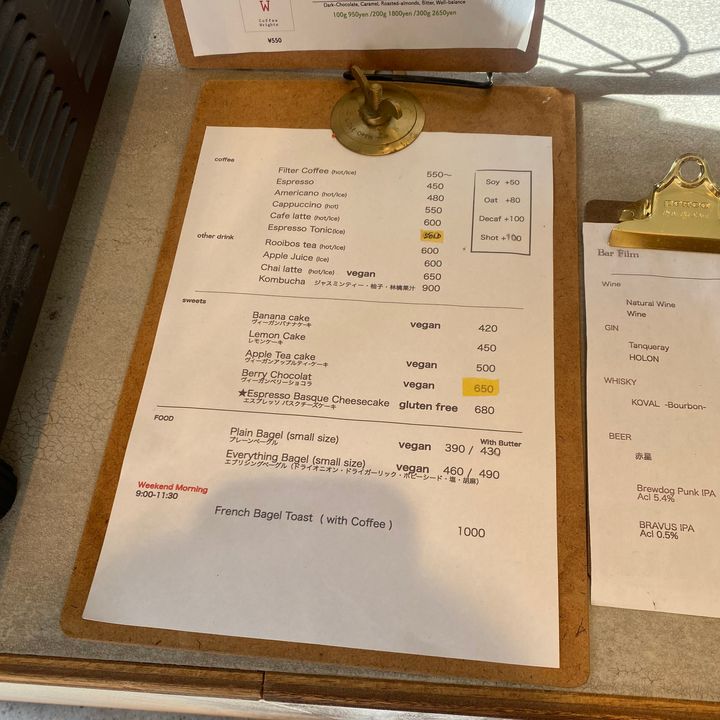 W
Coffee
Wrights
¥550
Dark-Chocolate, Caramel, Roasted-almonds, Bitter, Well-balance
100g 950yen /200g 1800yen /300g 2650yen
coffee
Filter Coffee (hot/ice) 550〜
Espresso 450
Americano (hot/ice) 480
Cappuccino (hot) 550
Cafe latte (hot/ice) 600
Espresso Tonic(ice) SOLD
Soy +50
Oat +80
Decaf +100
Shot +100
other drink
Rooibos tea (hot/ice) 600
Apple Juice (ice) 600
Chai latte (hot/ice) vegan 650
Kombucha ジャスミンティー・柚子・林檎果汁 900
sweets
Banana cake vegan 420
ヴィーガンバナナケーキ
Lemon Cake 450
レモンケーキ
Apple Tea cake vegan 500
ヴィーガンアップルティ・ケーキ
Berry Chocolat vegan 650
ヴィーガンベリーショコラ
★Espresso Basque Cheesecake gluten free 680
エスプレッソ バスクチーズケーキ
FOOD
With Butter
Plain Bagel (small size) vegan 390 / 430
プレーンベーグル
Everything Bagel (small size) vegan 460 / 490
エブリシングベーグル（ドライオニオン・ドライガーリック・ポピーシード・塩・胡麻）
Weekend Morning
9:00-11:30
French Bagel Toast ( with Coffee ) 1000
Bar Film
Wine
Natural Wine
Wine
GIN
Tanqueray
HOLON
WHISKY
KOVAL -Bourbon-
BEER
赤星
Brewdog Punk IPA
Acl 5.4%
BRAVUS IPA
Acl 0.5%